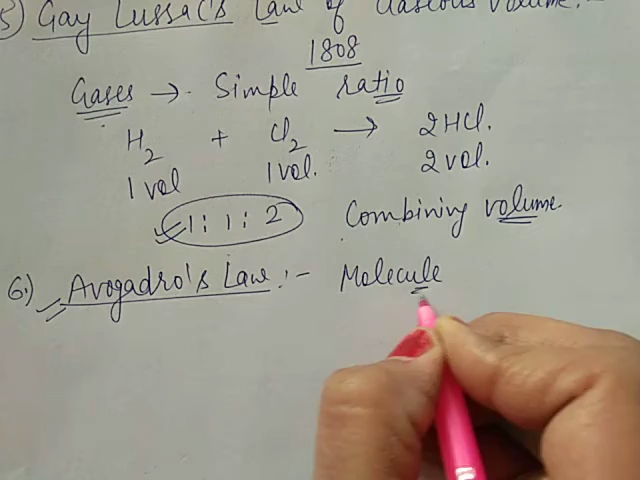 5) Gay Lussac's Law of Gaseous Volume:-
1808
Gases → Simple ratio
H2 + Cl2 → 2HCl.
1 vol 1 vol. 2 vol.
1 : 1 : 2 Combining volume
6.) Avogadro's Law :- Molecule